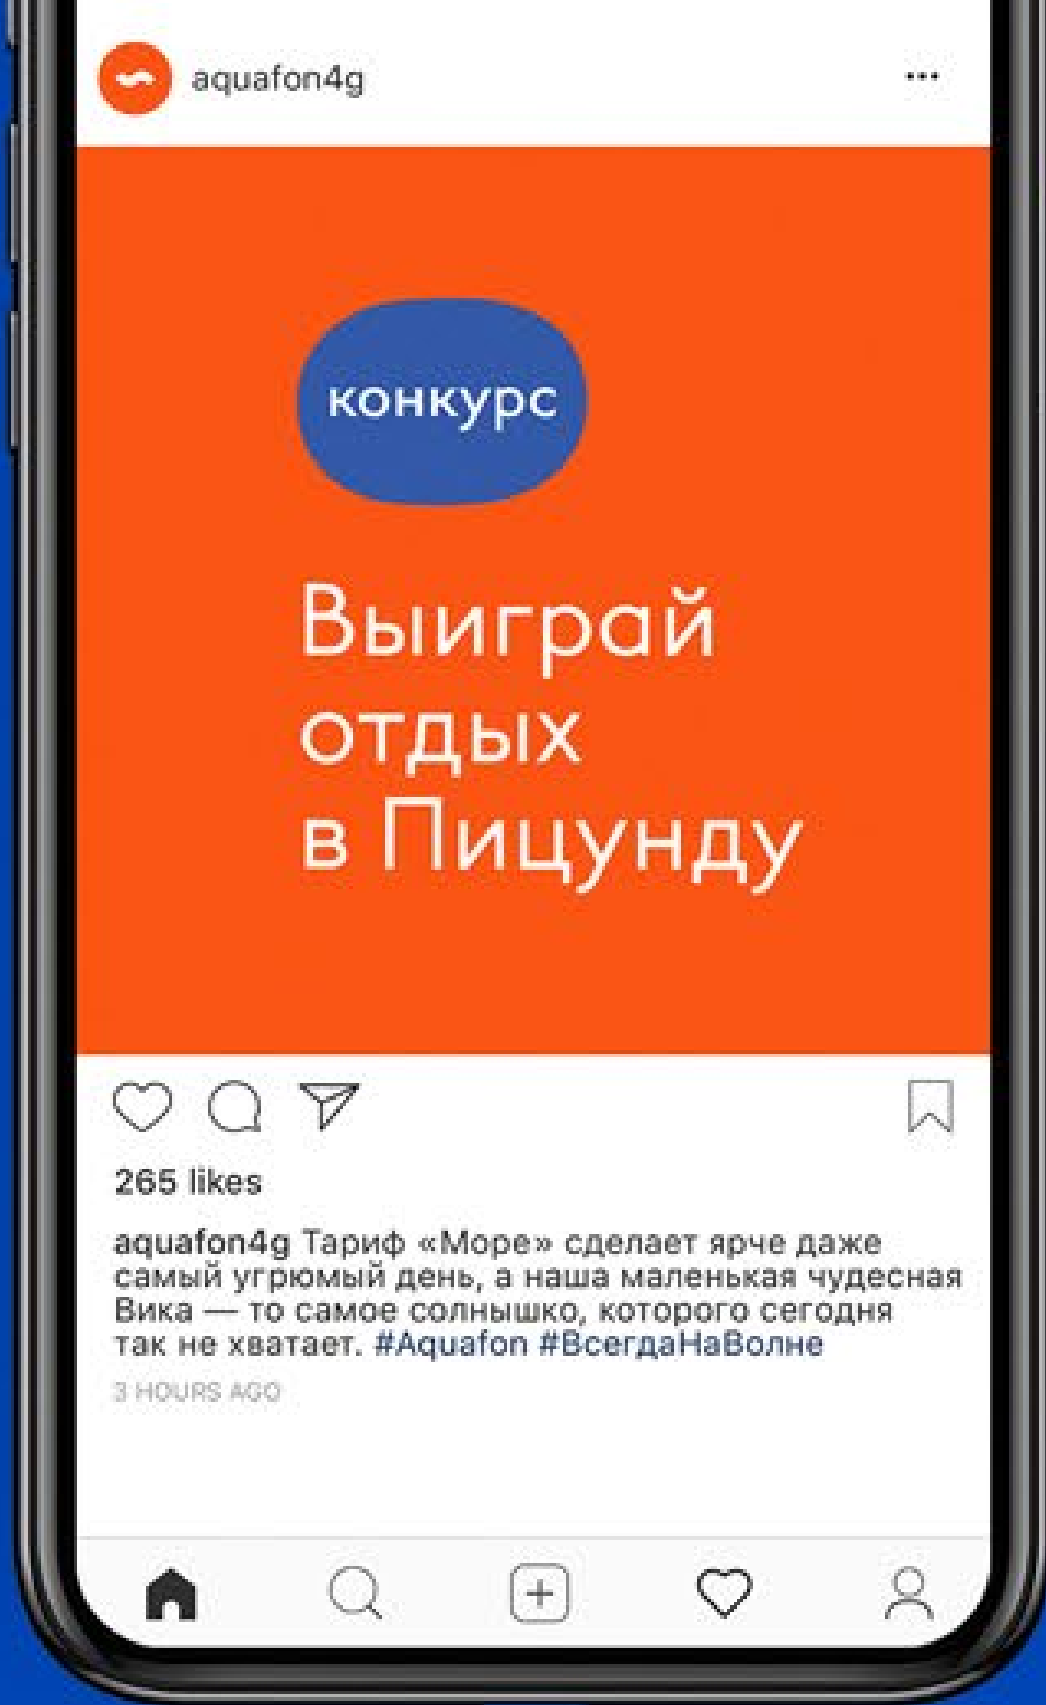 aquafon4g
конкурс
Выиграй
отдых
в Пицунду
265 likes
aquafon4g Тариф «Море» сделает ярче даже
самый угрюмый день, а наша маленькая чудесная
Вика — то самое солнышко, которого сегодня
так не хватает. #Aquafon #ВсегдаНаВолне
3 HOURS AGO